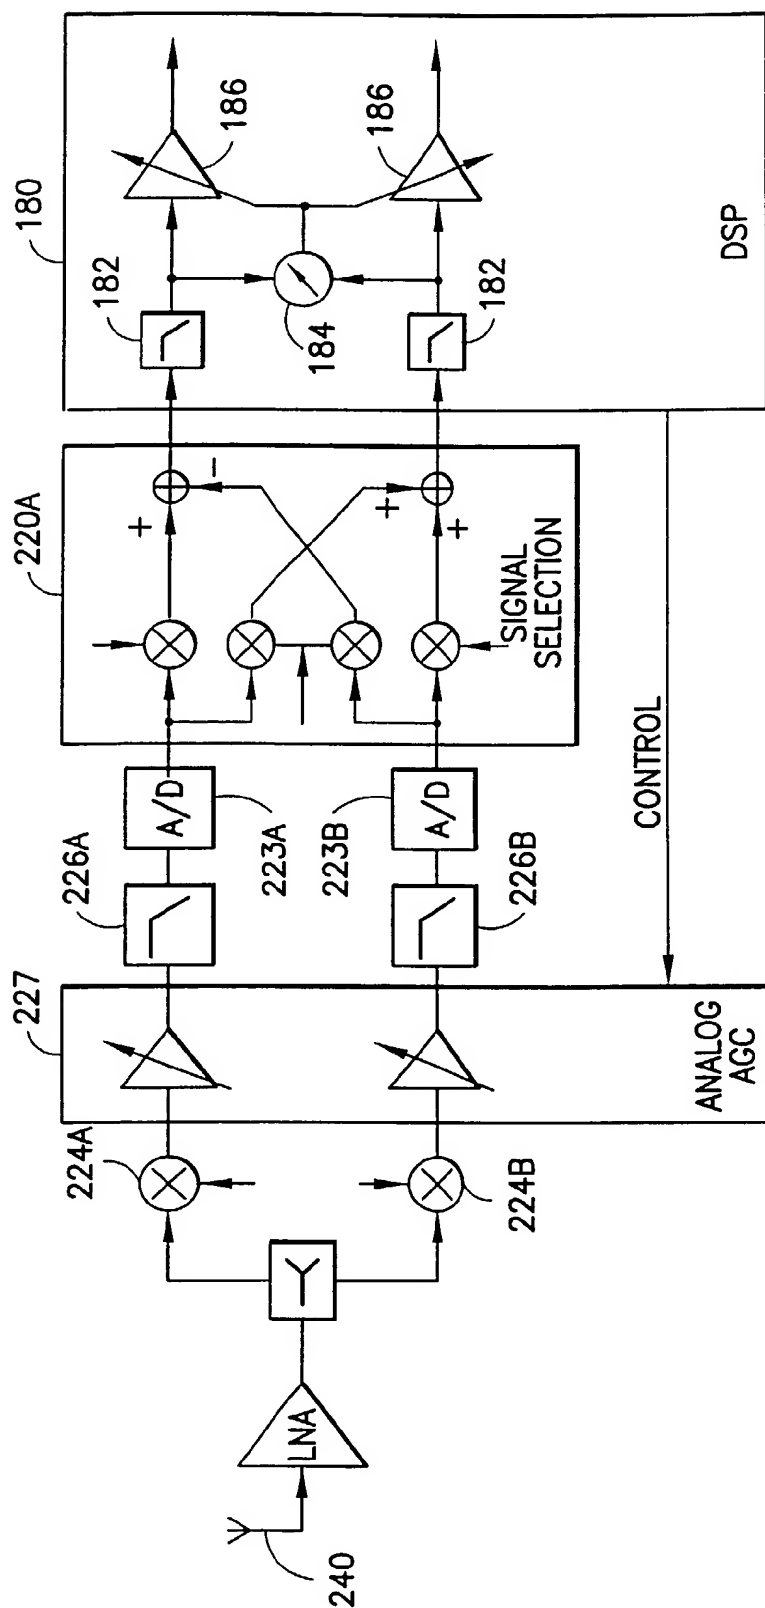 240
LNA
224A
224B
227
ANALOG
AGC
226A
226B
A/D
223A
A/D
223B
CONTROL
220A
+
−
+
+
SIGNAL
SELECTION
180
182
184
182
186
186
DSP